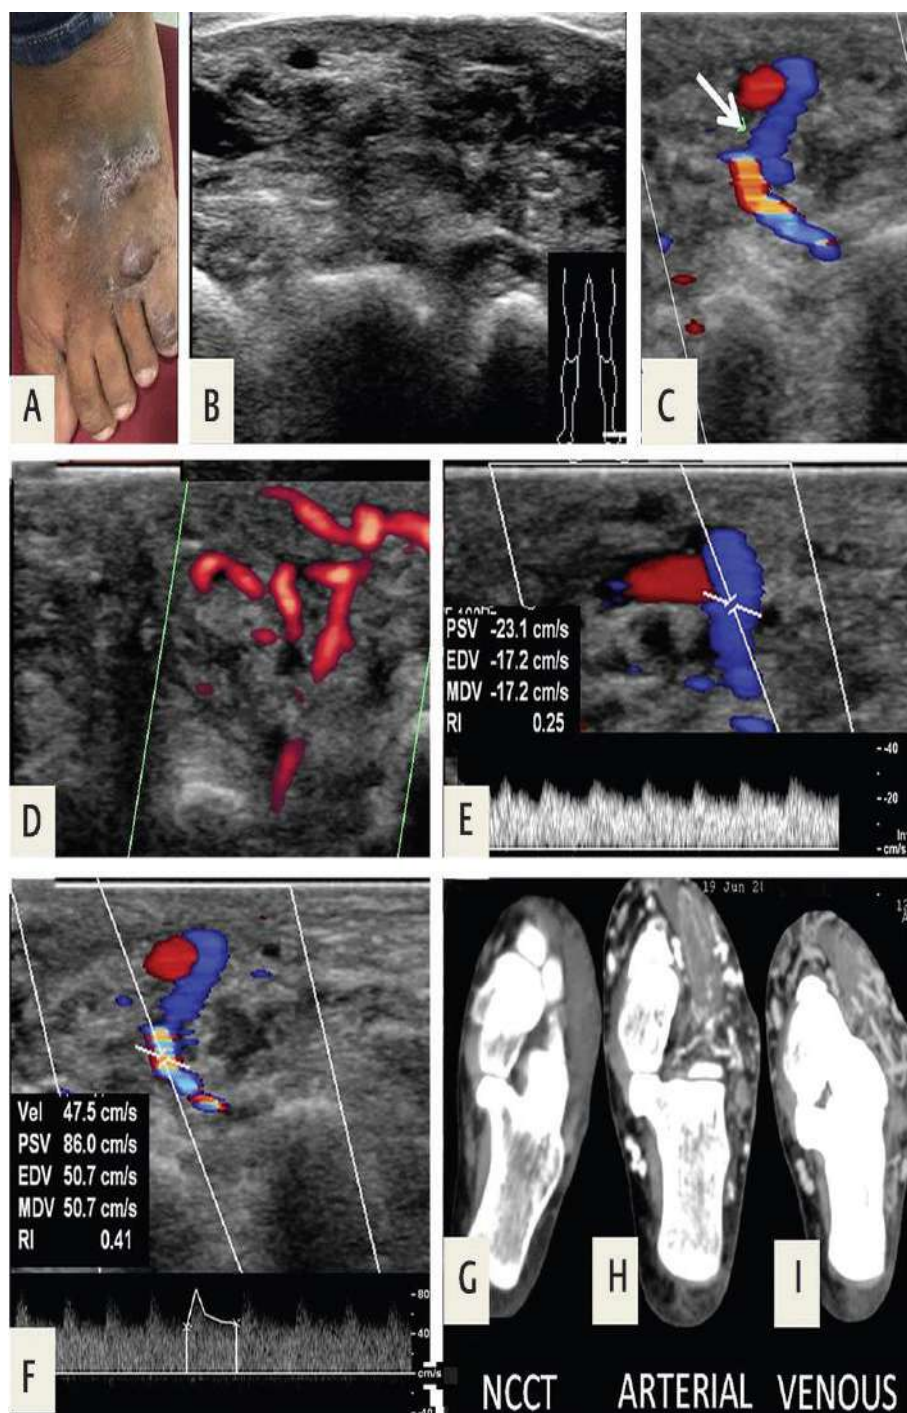 A
B
C
D
PSV -23.1 cm/s
EDV -17.2 cm/s
MDV -17.2 cm/s
RI 0.25
E
-40
-20
cm/s
Vel 47.5 cm/s
PSV 86.0 cm/s
EDV 50.7 cm/s
MDV 50.7 cm/s
RI 0.41
F
80
40
cm/s
19 Jun 2
G
H
I
NCCT
ARTERIAL
VENOUS